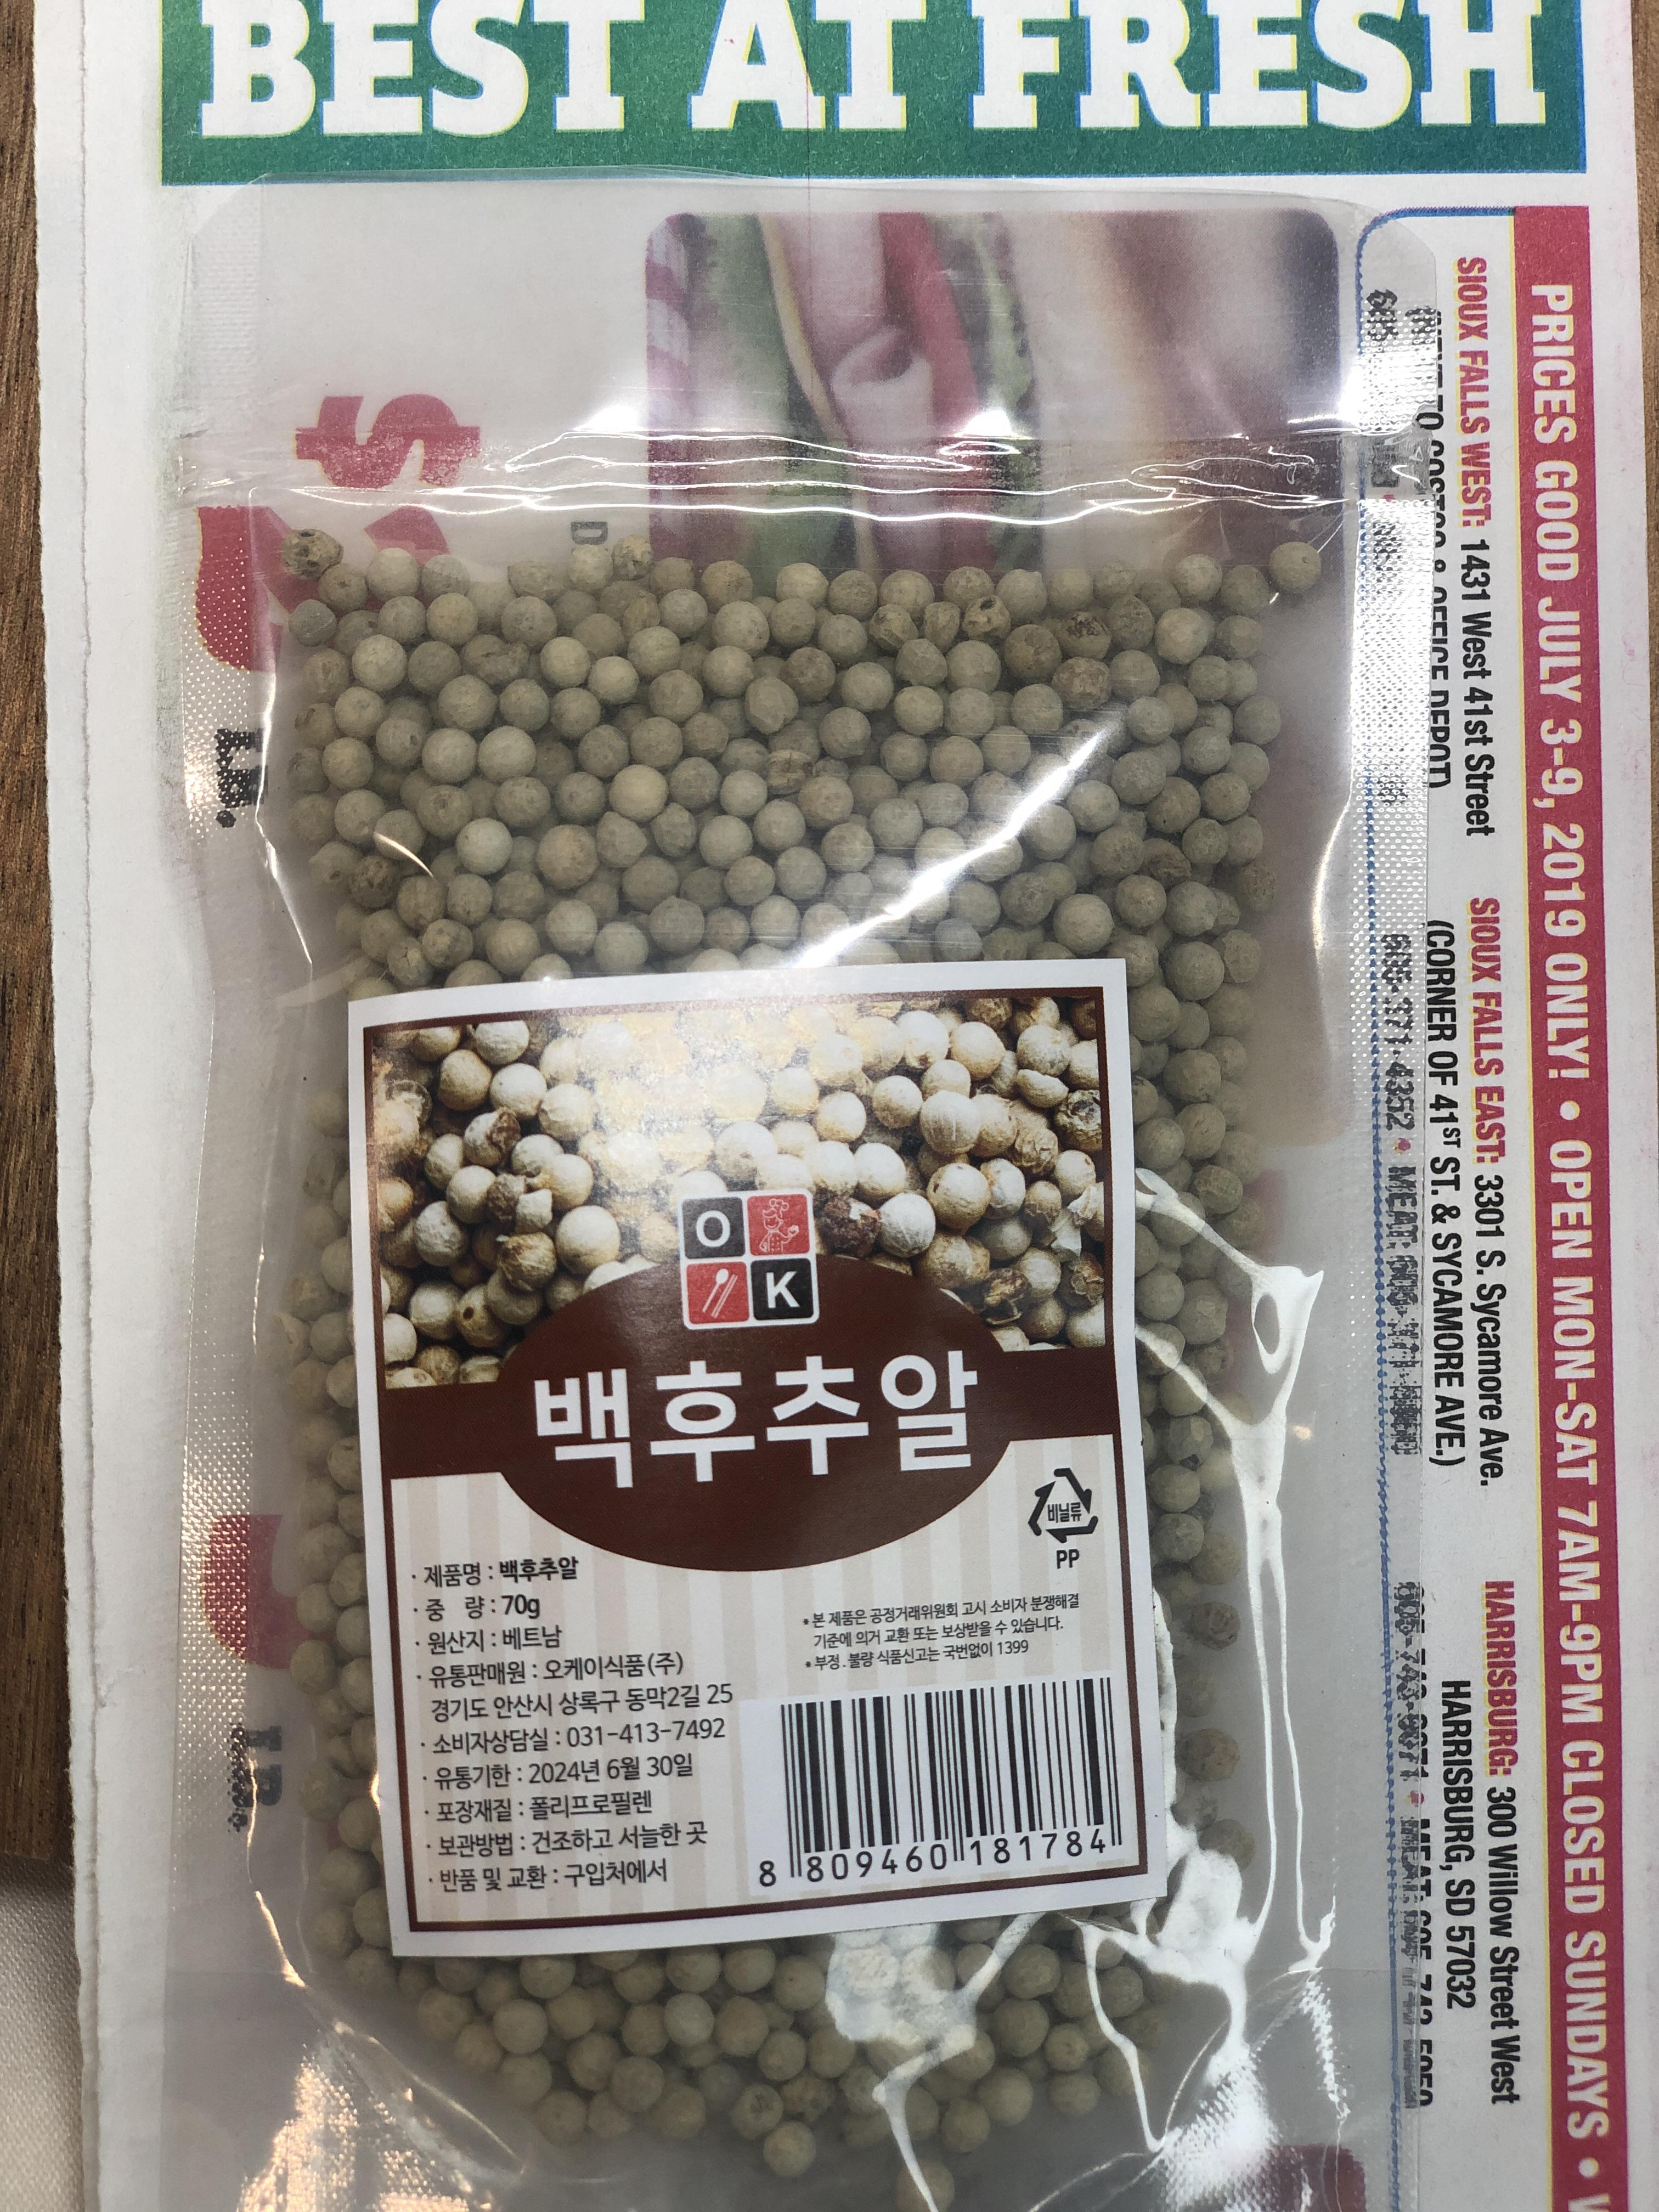 BEST AT FRESH
PRICES GOOD JULY 3-9, 2019 ONLY! • OPEN MON-SAT 7AM-9PM CLOSED SUNDAYS •
SIOUX FALLS WEST: 1431 West 41st Street
TO COSTCO & OFFICE DEPOT)
SIOUX FALLS EAST: 3301 S. Sycamore Ave.
(CORNER OF 41ST ST. & SYCAMORE AVE.)
605-371-4352 • MEAT:
HARRISBURG: 300 Willow Street West
HARRISBURG, SD 57032
$
D
LB.
O
K
백후추알
비닐류
PP
· 제품명 : 백후추알
· 중 량 : 70g
· 원산지 : 베트남
· 유통판매원 : 오케이식품(주)
경기도 안산시 상록구 동막2길 25
· 소비자상담실 : 031-413-7492
· 유통기한 : 2024년 6월 30일
· 포장재질 : 폴리프로필렌
· 보관방법 : 건조하고 서늘한 곳
· 반품 및 교환 : 구입처에서
* 본 제품은 공정거래위원회 고시 소비자 분쟁해결
기준에 의거 교환 또는 보상받을 수 있습니다.
* 부정 . 불량 식품신고는 국번없이 1399
8 809460 181784